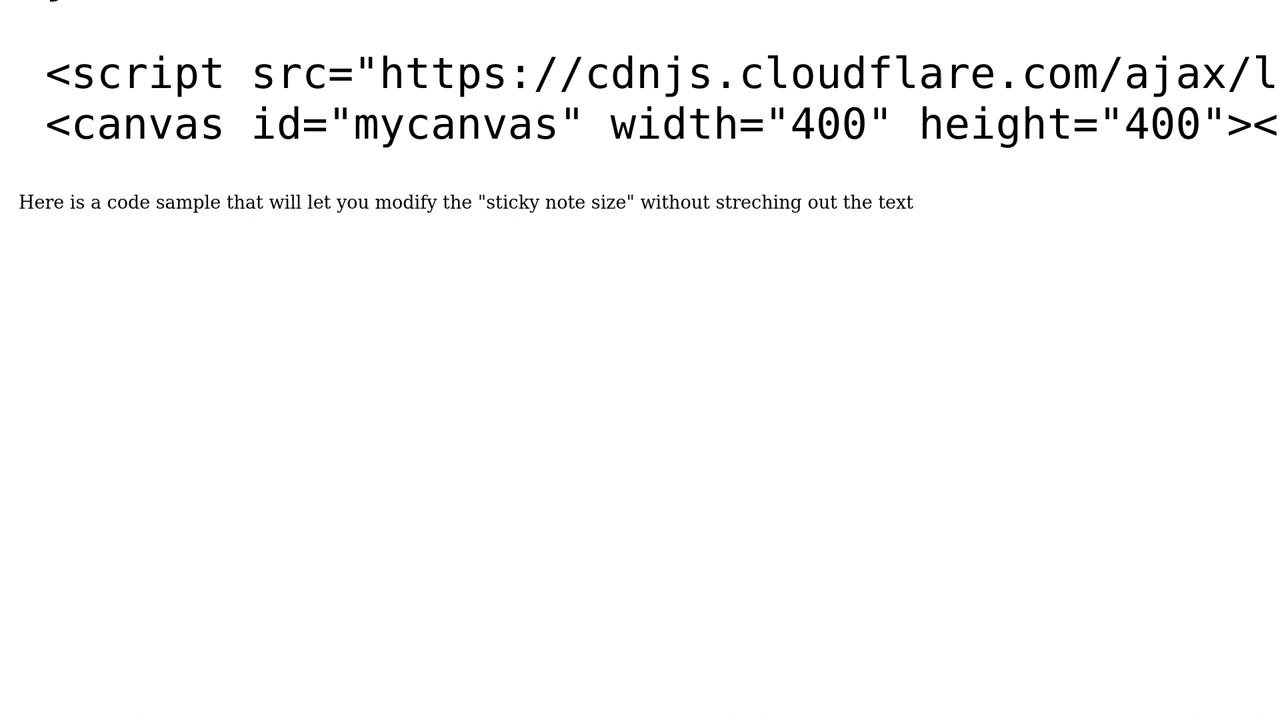 <script src="https://cdnjs.cloudflare.com/ajax/l
<canvas id="mycanvas" width="400" height="400"><
Here is a code sample that will let you modify the "sticky note size" without streching out the text